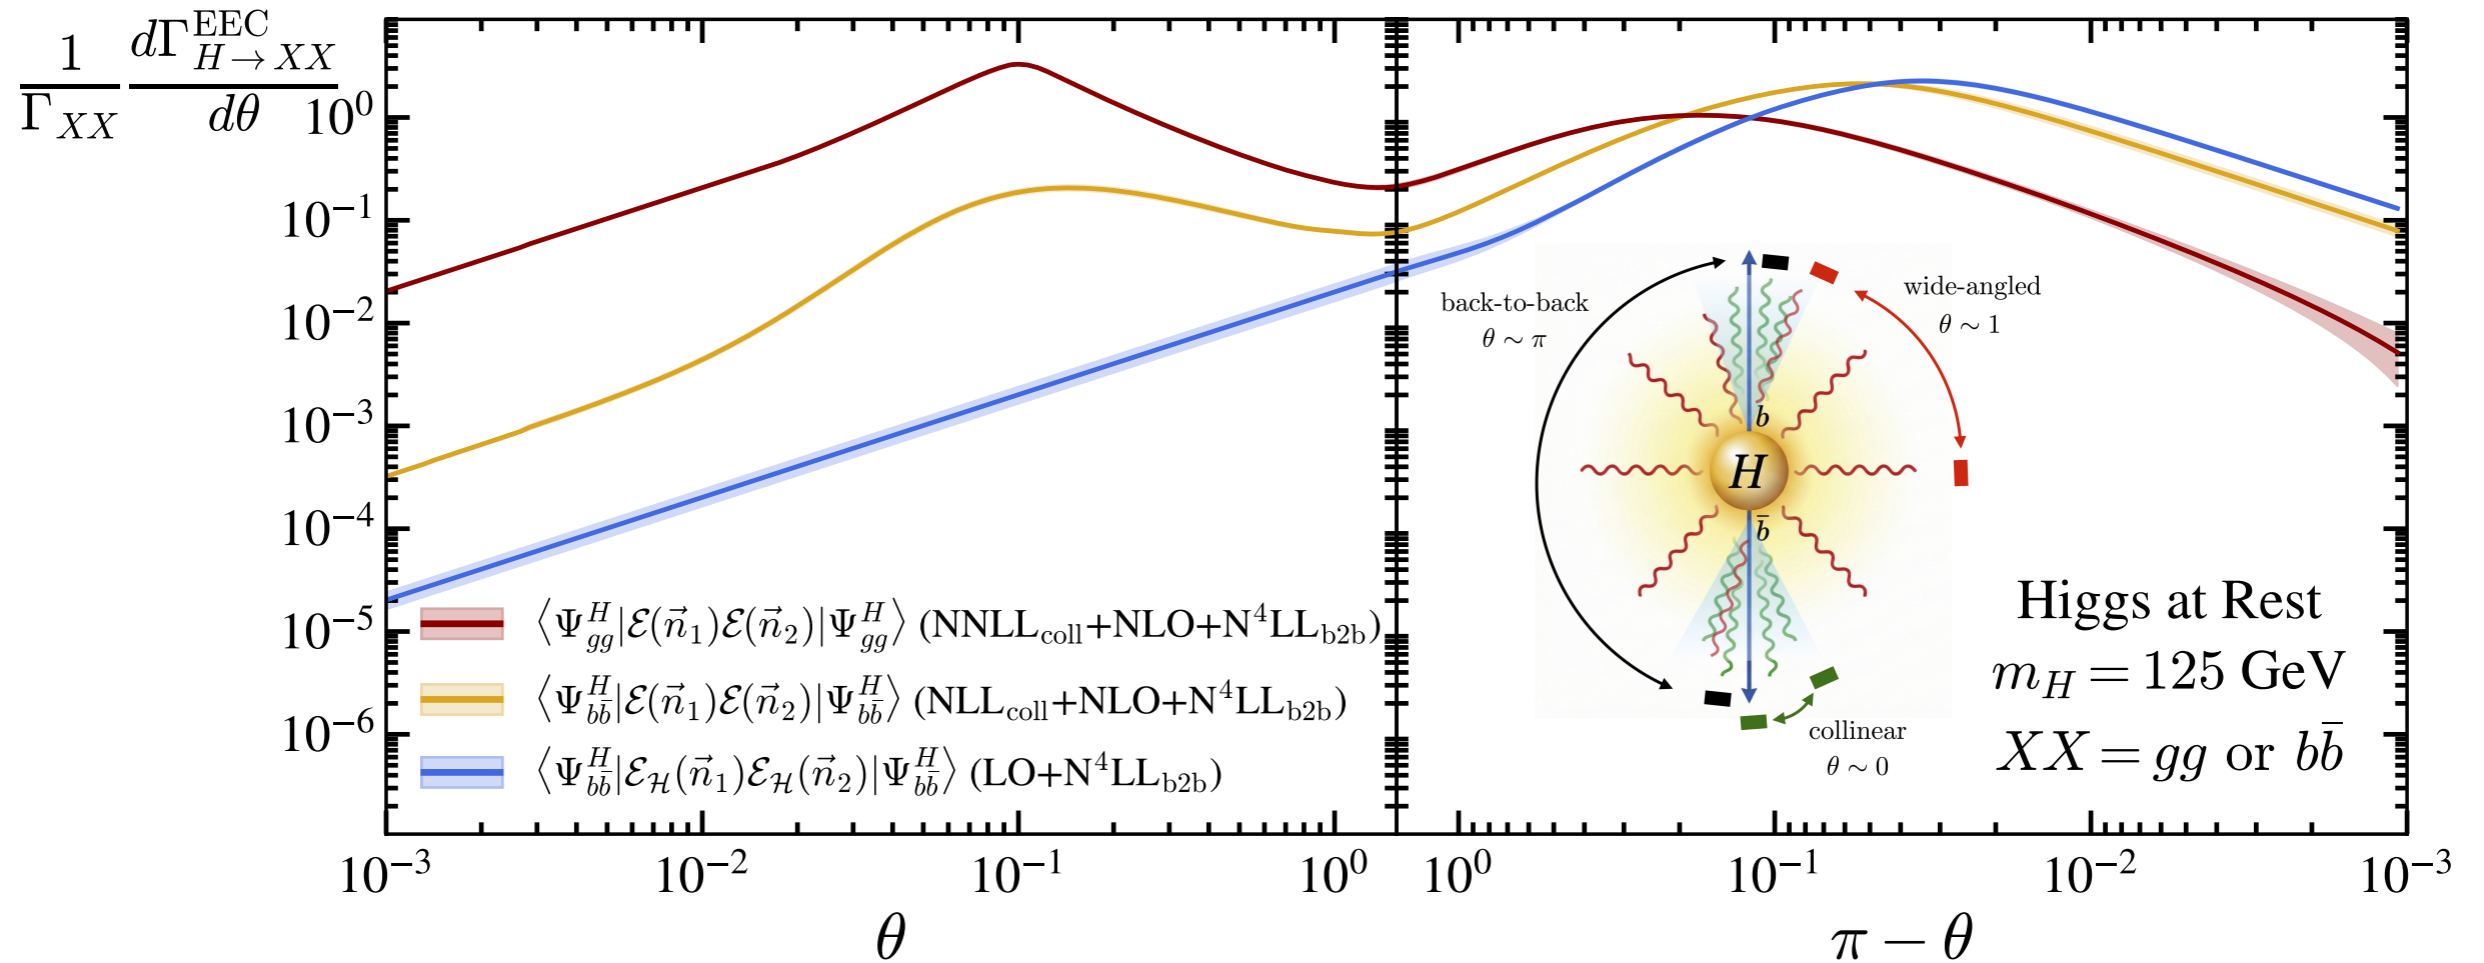 1/Γ_XX dΓ^EEC_H→XX/dθ
10^0
10^−1
10^−2
10^−3
10^−4
10^−5
10^−6
⟨Ψ^H_gg|ℰ(n⃗_1)ℰ(n⃗_2)|Ψ^H_gg⟩ (NNLL_coll+NLO+N^4LL_b2b)
⟨Ψ^H_bb̄|ℰ(n⃗_1)ℰ(n⃗_2)|Ψ^H_bb̄⟩ (NLL_coll+NLO+N^4LL_b2b)
⟨Ψ^H_bb̄|ℰ_ℋ(n⃗_1)ℰ_ℋ(n⃗_2)|Ψ^H_bb̄⟩ (LO+N^4LL_b2b)
back-to-back
θ ∼ π
wide-angled
θ ∼ 1
b
H
b̄
collinear
θ ∼ 0
Higgs at Rest
m_H = 125 GeV
XX = gg or bb̄
10^−3 10^−2 10^−1 10^0 10^0 10^−1 10^−2 10^−3
θ
π − θ